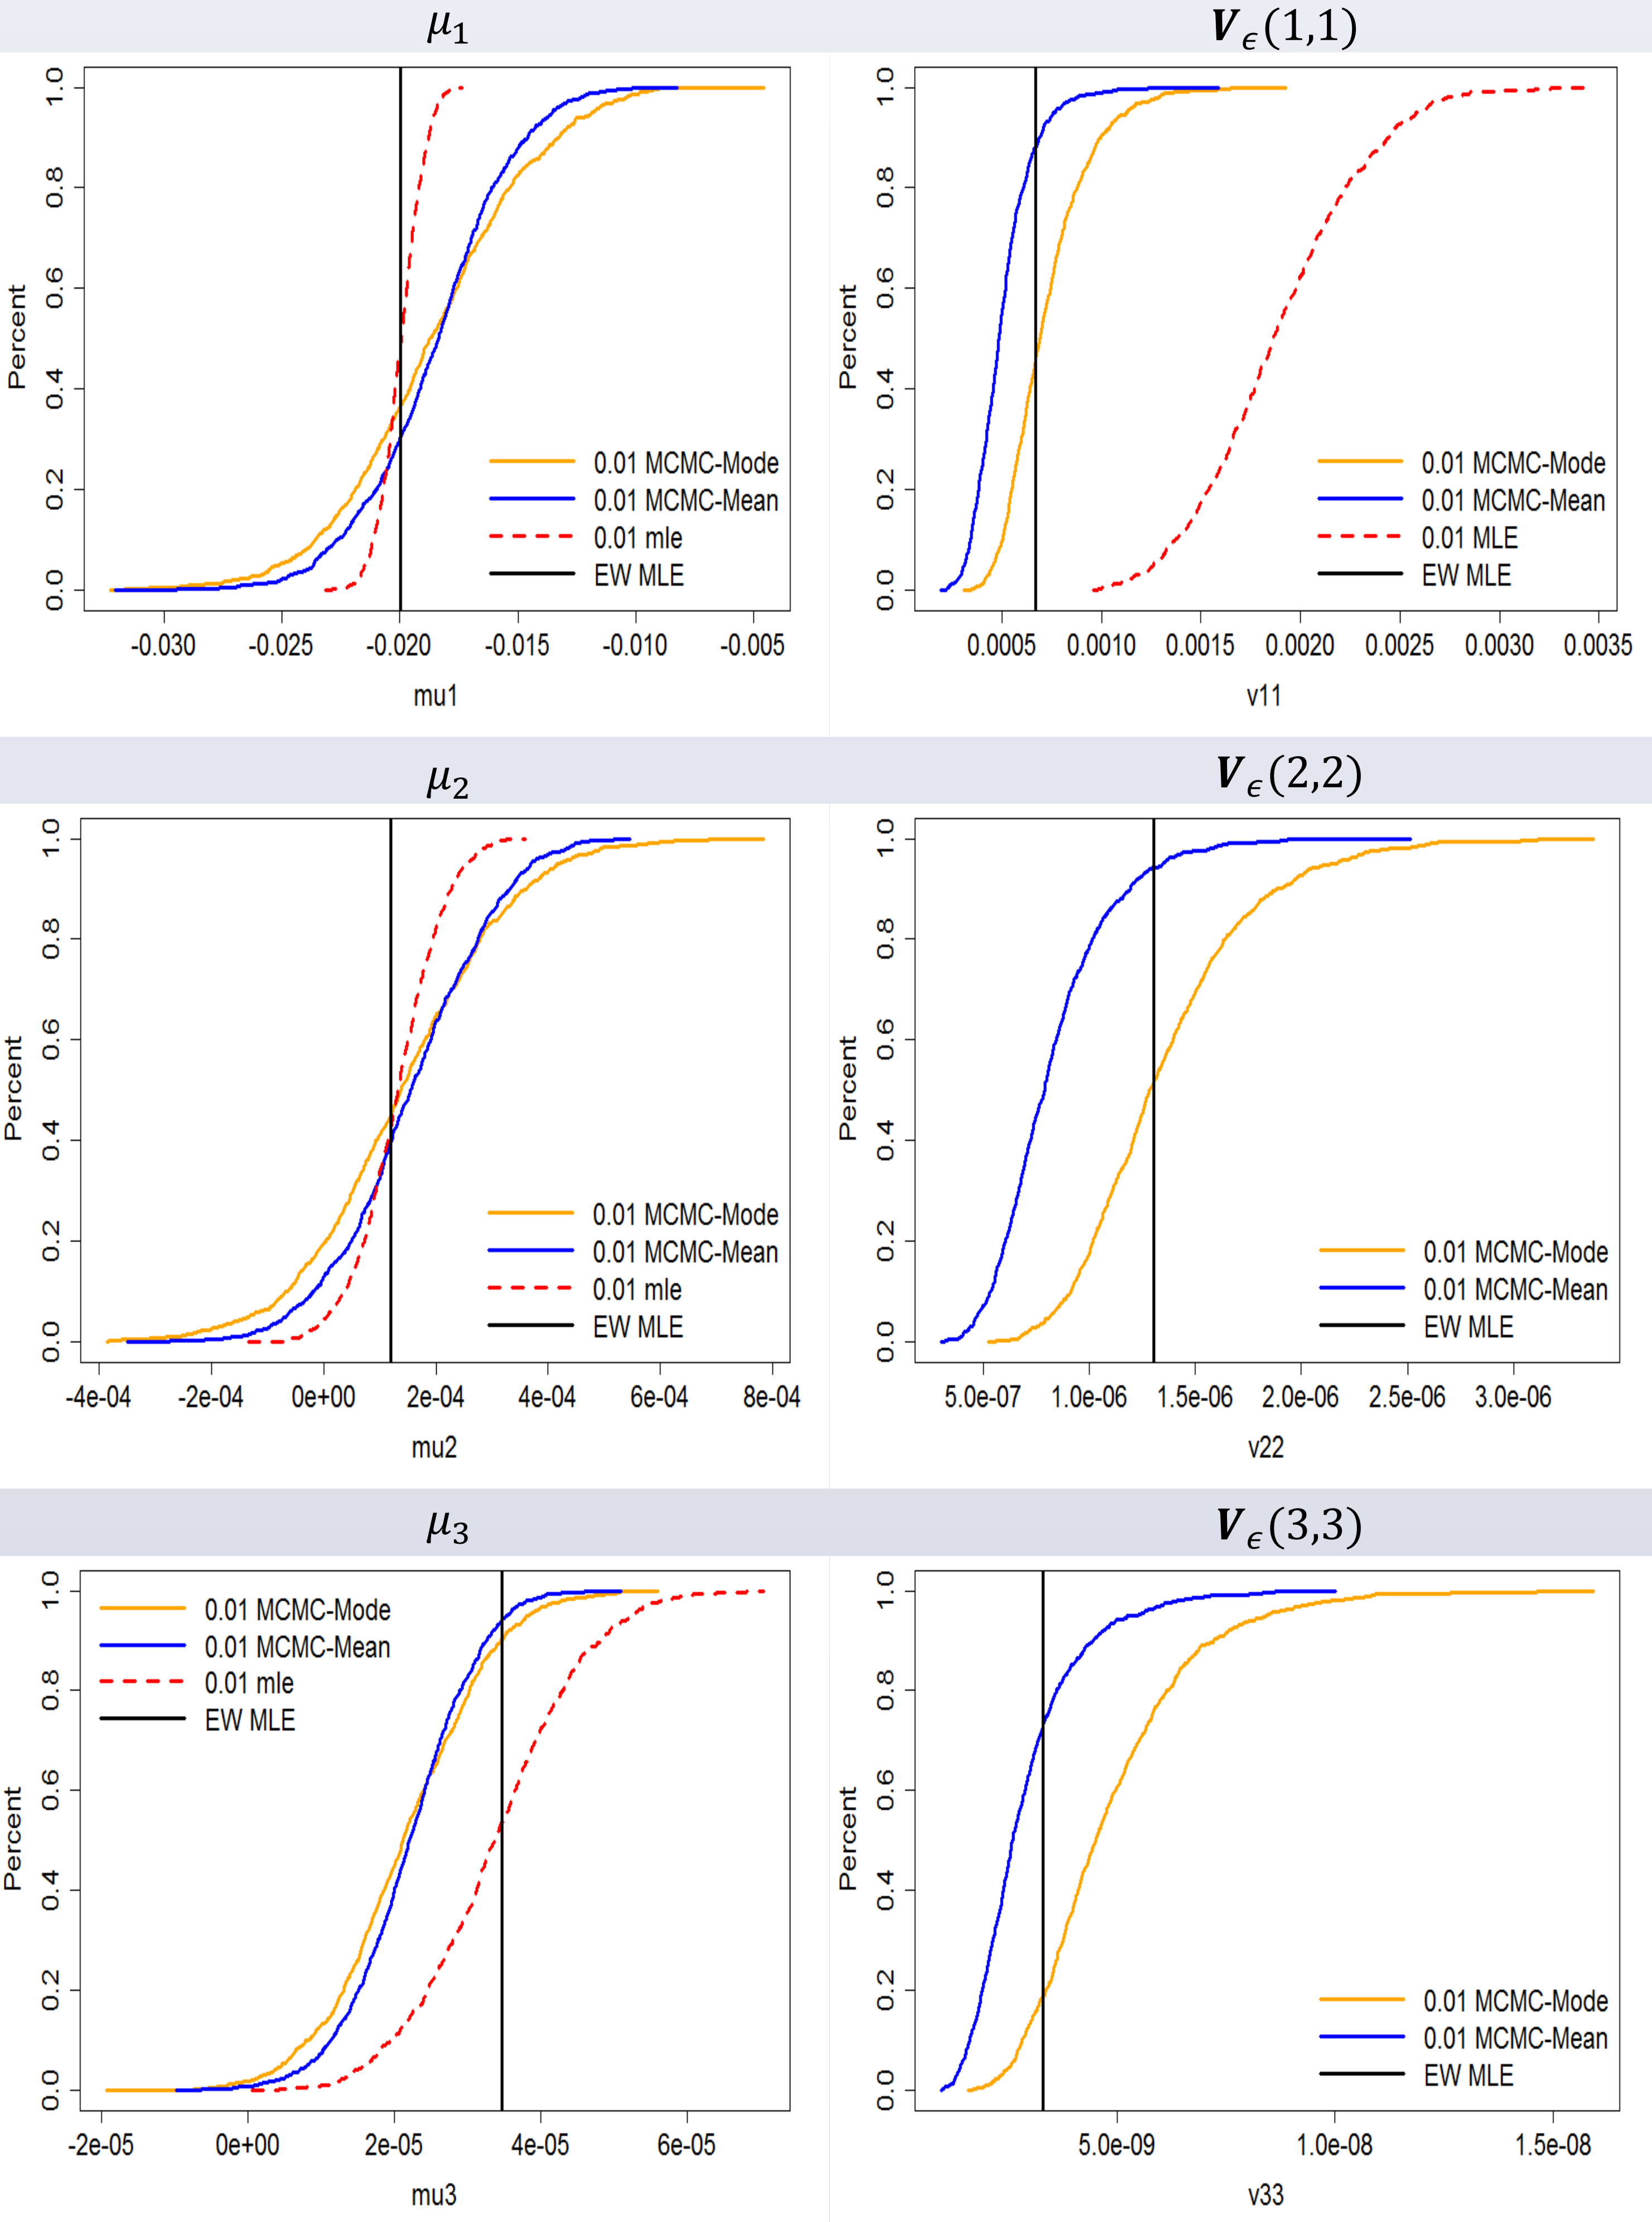 μ₁
V_ϵ(1,1)
Percent
0.0 0.2 0.4 0.6 0.8 1.0
0.01 MCMC-Mode
0.01 MCMC-Mean
0.01 mle
EW MLE
-0.030 -0.025 -0.020 -0.015 -0.010 -0.005
mu1
Percent
0.0 0.2 0.4 0.6 0.8 1.0
0.01 MCMC-Mode
0.01 MCMC-Mean
0.01 MLE
EW MLE
0.0005 0.0010 0.0015 0.0020 0.0025 0.0030 0.0035
v11
μ₂
V_ϵ(2,2)
Percent
0.0 0.2 0.4 0.6 0.8 1.0
0.01 MCMC-Mode
0.01 MCMC-Mean
0.01 mle
EW MLE
-4e-04 -2e-04 0e+00 2e-04 4e-04 6e-04 8e-04
mu2
Percent
0.0 0.2 0.4 0.6 0.8 1.0
0.01 MCMC-Mode
0.01 MCMC-Mean
EW MLE
5.0e-07 1.0e-06 1.5e-06 2.0e-06 2.5e-06 3.0e-06
v22
μ₃
V_ϵ(3,3)
Percent
0.0 0.2 0.4 0.6 0.8 1.0
0.01 MCMC-Mode
0.01 MCMC-Mean
0.01 mle
EW MLE
-2e-05 0e+00 2e-05 4e-05 6e-05
mu3
Percent
0.0 0.2 0.4 0.6 0.8 1.0
0.01 MCMC-Mode
0.01 MCMC-Mean
EW MLE
5.0e-09 1.0e-08 1.5e-08
v33